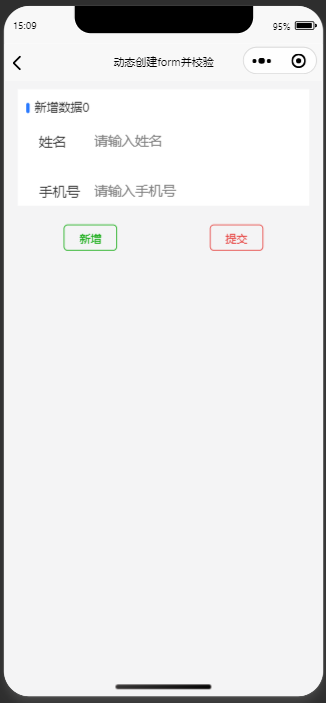 15:09
95%
动态创建form并校验
新增数据0
姓名 请输入姓名
手机号 请输入手机号
新增 提交